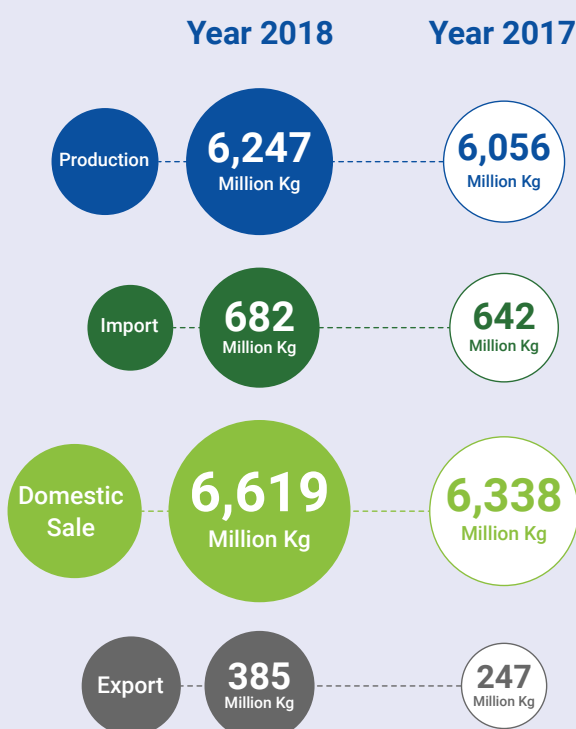 Year 2018 Year 2017
Production 6,247 6,056
Million Kg Million Kg
Import 682 642
Million Kg Million Kg
Domestic
Sale
6,619 6,338
Million Kg Million Kg
Export 385 247
Million Kg Million Kg